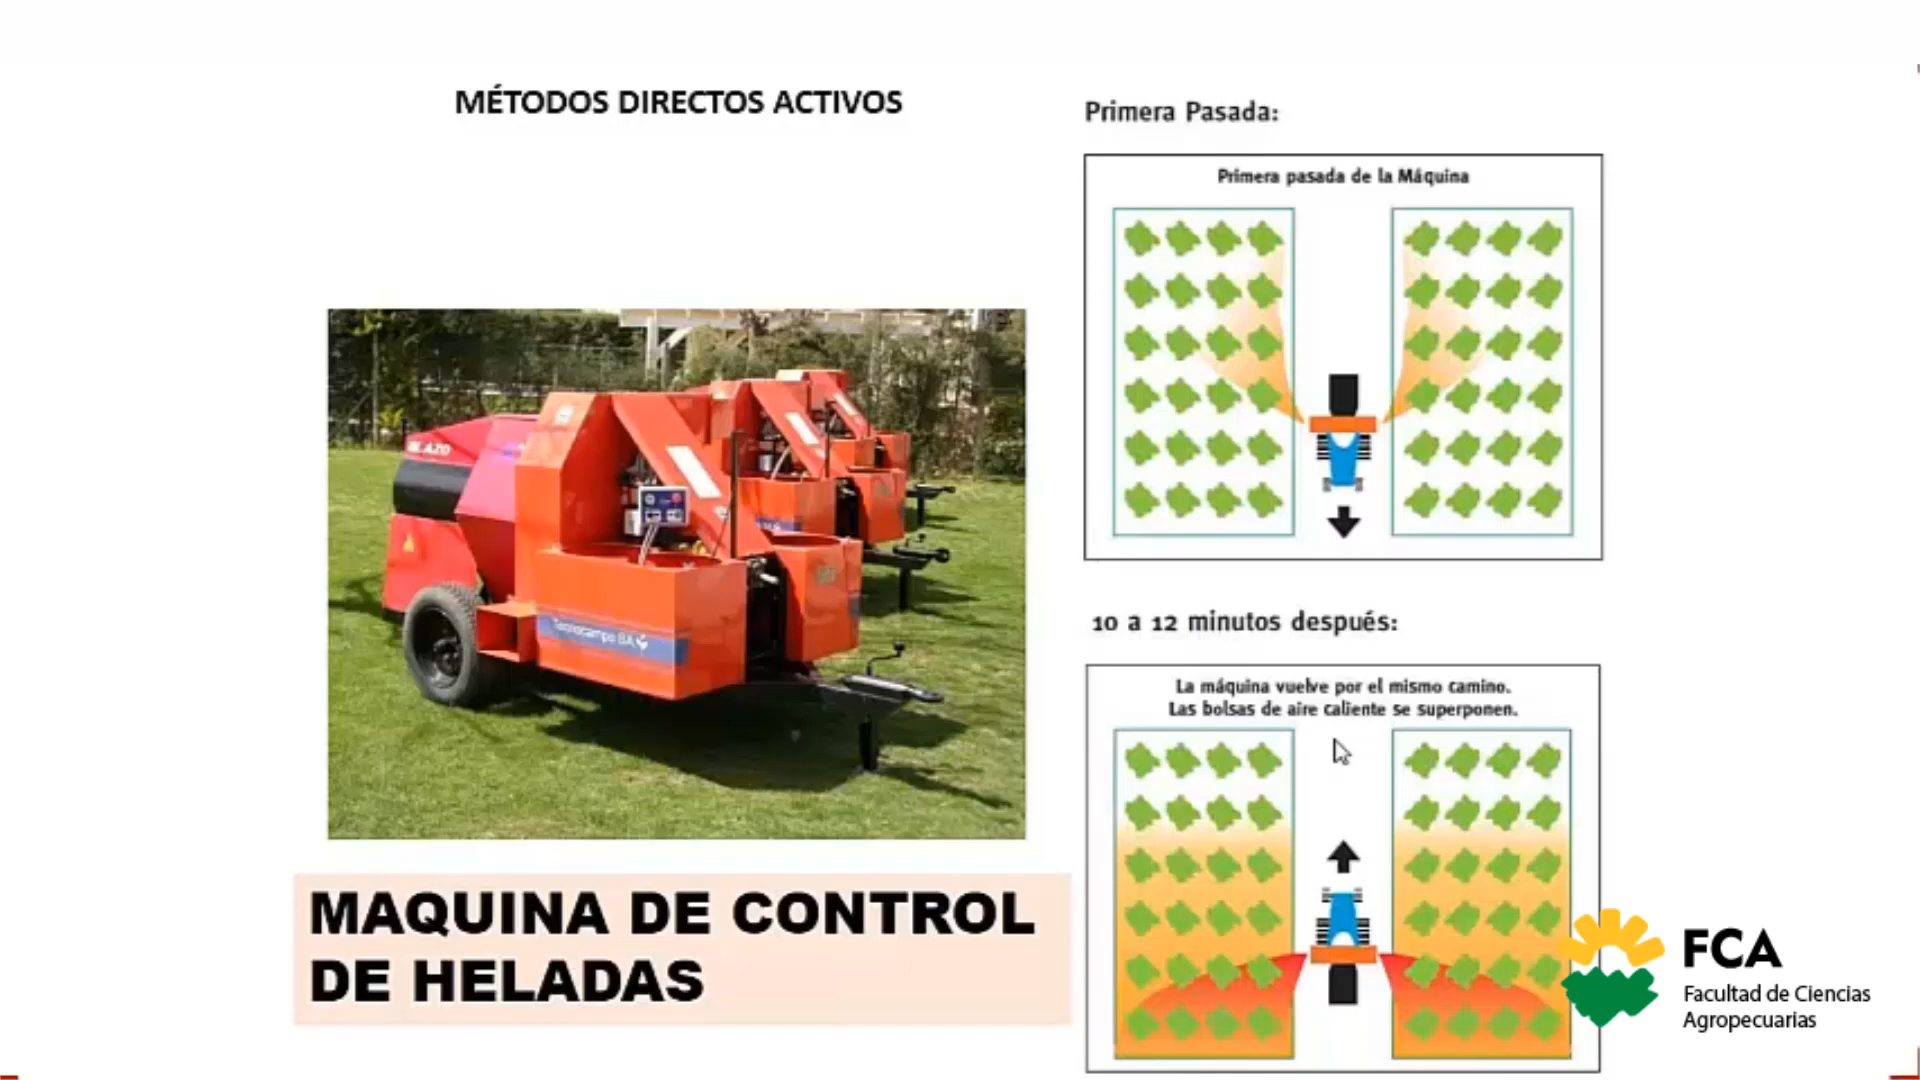 MÉTODOS DIRECTOS ACTIVOS
Tecnocampo SA
MAQUINA DE CONTROL
DE HELADAS
Primera Pasada:
Primera pasada de la Máquina
10 a 12 minutos después:
La máquina vuelve por el mismo camino.
Las bolsas de aire caliente se superponen.
FCA
Facultad de Ciencias
Agropecuarias